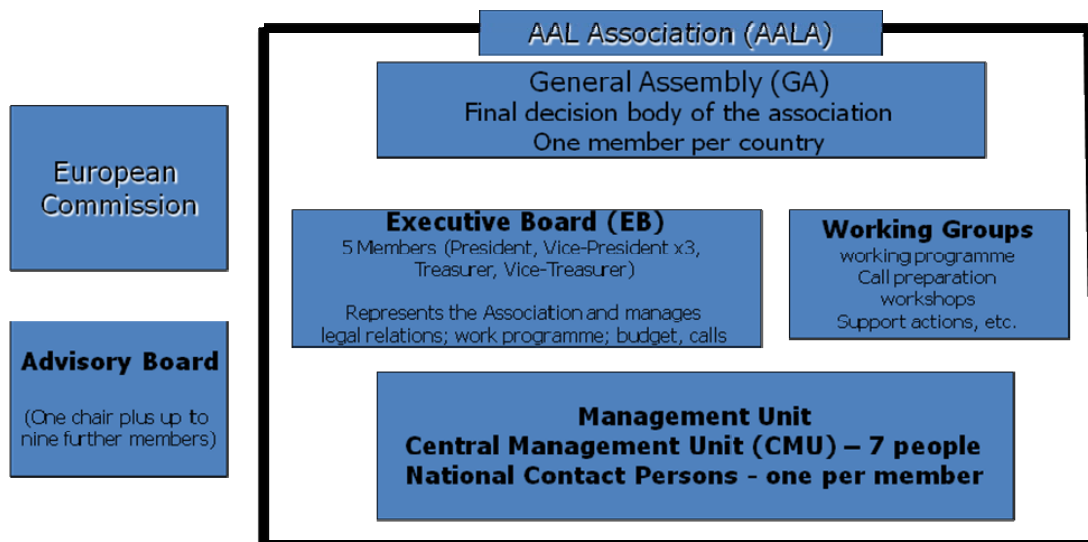 AAL Association (AALA)
General Assembly (GA)
Final decision body of the association
One member per country
European
Commission
Executive Board (EB)
5 Members (President, Vice-President x3,
Treasurer, Vice-Treasurer)
Represents the Association and manages
legal relations; work programme; budget, calls
Working Groups
working programme
Call preparation
workshops
Support actions, etc.
Advisory Board
(One chair plus up to
nine further members)
Management Unit
Central Management Unit (CMU) – 7 people
National Contact Persons - one per member